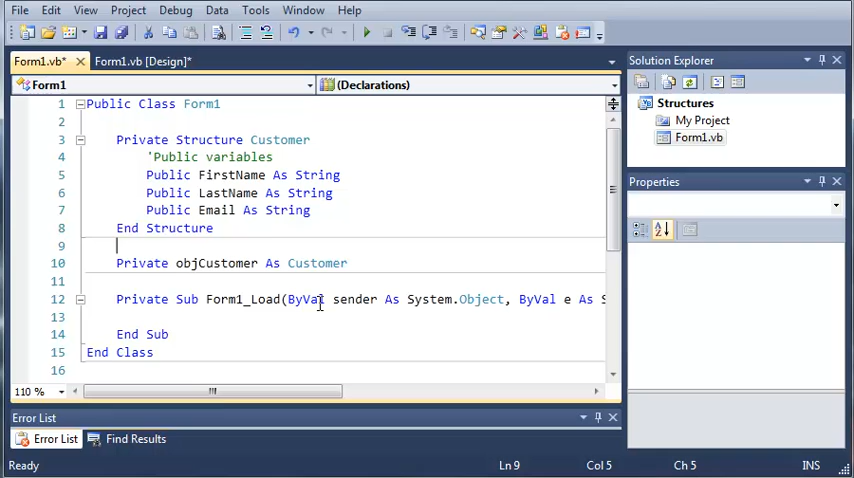 File Edit View Project Debug Data Tools Window Help
Form1.vb* Form1.vb [Design]*
Form1 (Declarations)
1 Public Class Form1
2
3 Private Structure Customer
4 'Public variables
5 Public FirstName As String
6 Public LastName As String
7 Public Email As String
8 End Structure
9
10 Private objCustomer As Customer
11
12 Private Sub Form1_Load(ByVal sender As System.Object, ByVal e As S
13
14 End Sub
15 End Class
16
110 %
Solution Explorer
Structures
My Project
Form1.vb
Properties
Error List
Error List Find Results
Ready Ln 9 Col 5 Ch 5 INS